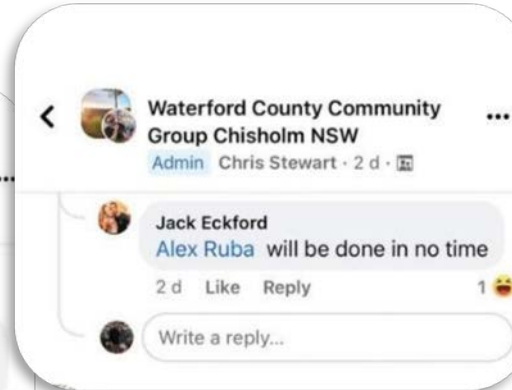 Waterford County Community
Group Chisholm NSW
Admin Chris Stewart · 2 d ·
Jack Eckford
Alex Ruba will be done in no time
2 d Like Reply 1
Write a reply...